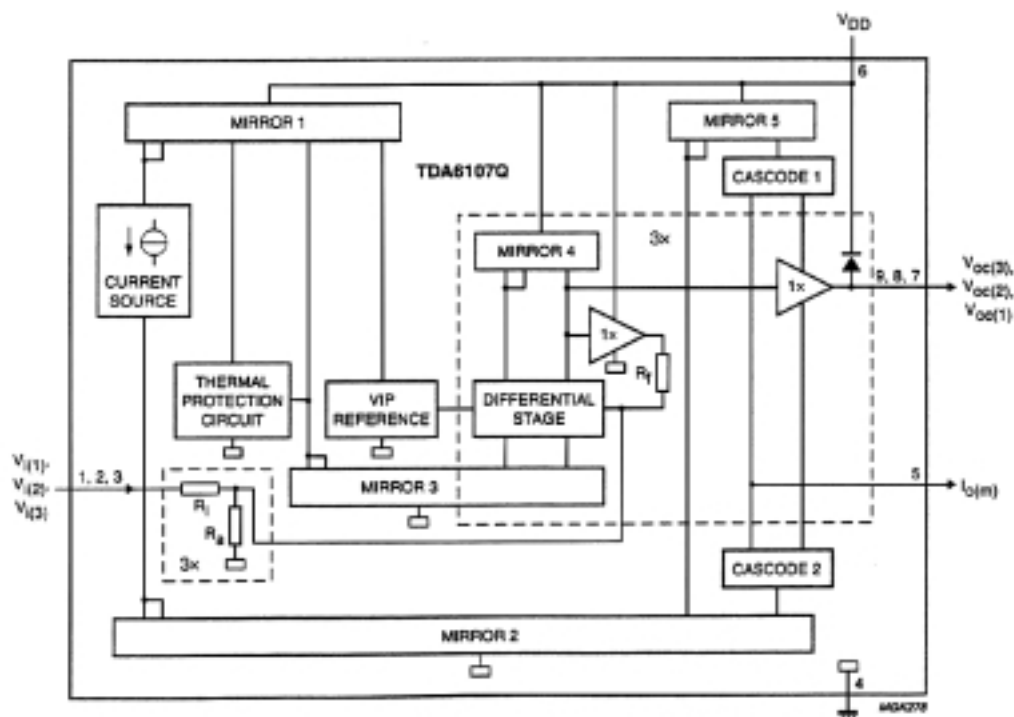 VDD
6
MIRROR 1
MIRROR 5
TDA6107Q
CASCODE 1
3x
MIRROR 4
CURRENT
SOURCE
1x
1x
9, 8, 7
Voc(3),
Voc(2),
Voc(1)
Rf
THERMAL
PROTECTION
CIRCUIT
VIP
REFERENCE
DIFFERENTIAL
STAGE
Vi(1),
Vi(2),
Vi(3)
1, 2, 3
MIRROR 3
5
Io(m)
Ri
Ra
3x
CASCODE 2
MIRROR 2
4
MGK278